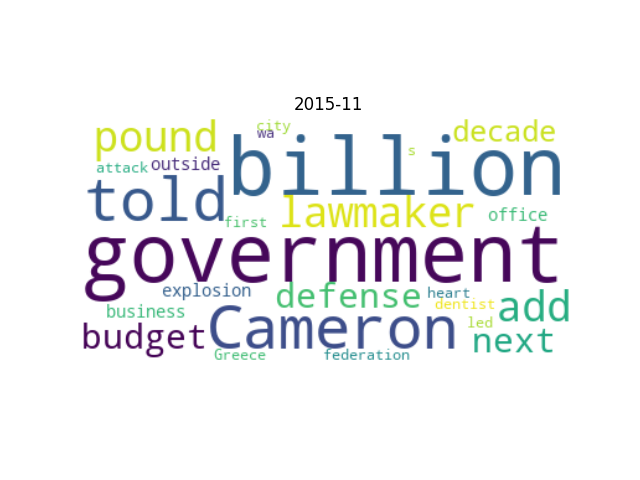 2015-11
city
pound wa decade
billion s
attack outside
told lawmaker office
first
government
explosion defense heart
business dentist add
budget Cameron led next
Greece federation